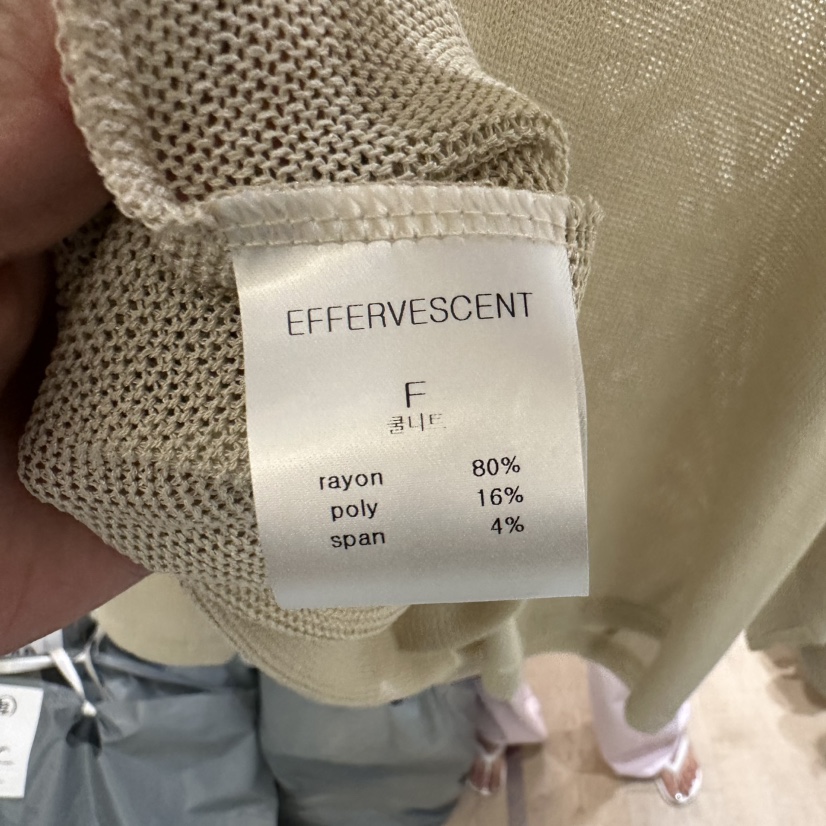 EFFERVESCENT
F
쿨니트
rayon 80%
poly 16%
span 4%